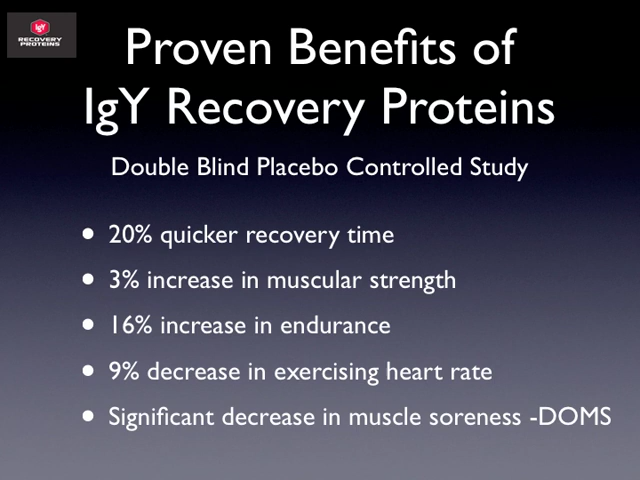 IgY
RECOVERY
PROTEINS
Proven Benefits of
IgY Recovery Proteins
Double Blind Placebo Controlled Study
• 20% quicker recovery time
• 3% increase in muscular strength
• 16% increase in endurance
• 9% decrease in exercising heart rate
• Significant decrease in muscle soreness -DOMS